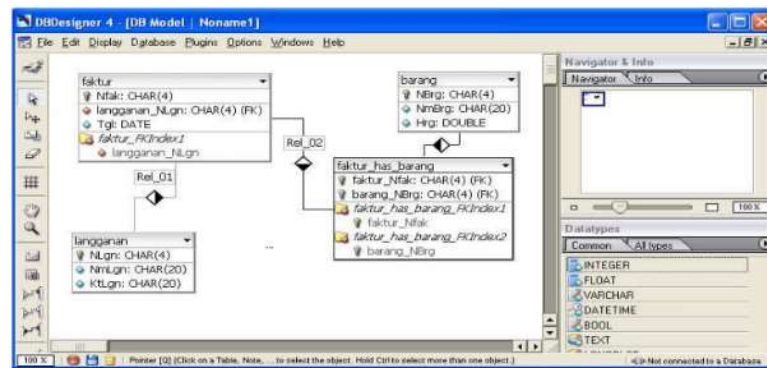 DBDesigner 4 - [DB Model | Noname1]
File Edit Display Database Plugins Options Windows Help
faktur
Nfak: CHAR(4)
langganan_NLgn: CHAR(4) (FK)
Tgl: DATE
faktur_FKIndex1
langganan_NLgn
Rel_01
langganan
NLgn: CHAR(4)
NmLgn: CHAR(20)
KtLgn: CHAR(20)
...
Rel_02
barang
NBrg: CHAR(4)
NmBrg: CHAR(20)
Hrg: DOUBLE
faktur_has_barang
faktur_Nfak: CHAR(4) (FK)
barang_NBrg: CHAR(4) (FK)
faktur_has_barang_FKIndex1
faktur_Nfak
faktur_has_barang_FKIndex2
barang_NBrg
Navigator & Info
Navigator Info
100 %
Datatypes
Common All types
INTEGER
FLOAT
VARCHAR
DATETIME
BOOL
TEXT
100 %
Pointer [Q] (Click on a Table, Note, ... to select the object. Hold Ctrl to select more than one object.)
Not connected to a Database